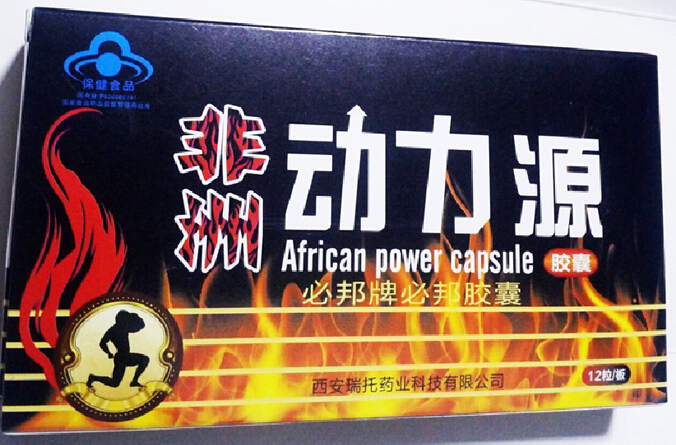 保健食品
非洲
动力源
African power capsule
胶囊
必邦牌必邦胶囊
西安瑞托药业科技有限公司
12粒/板